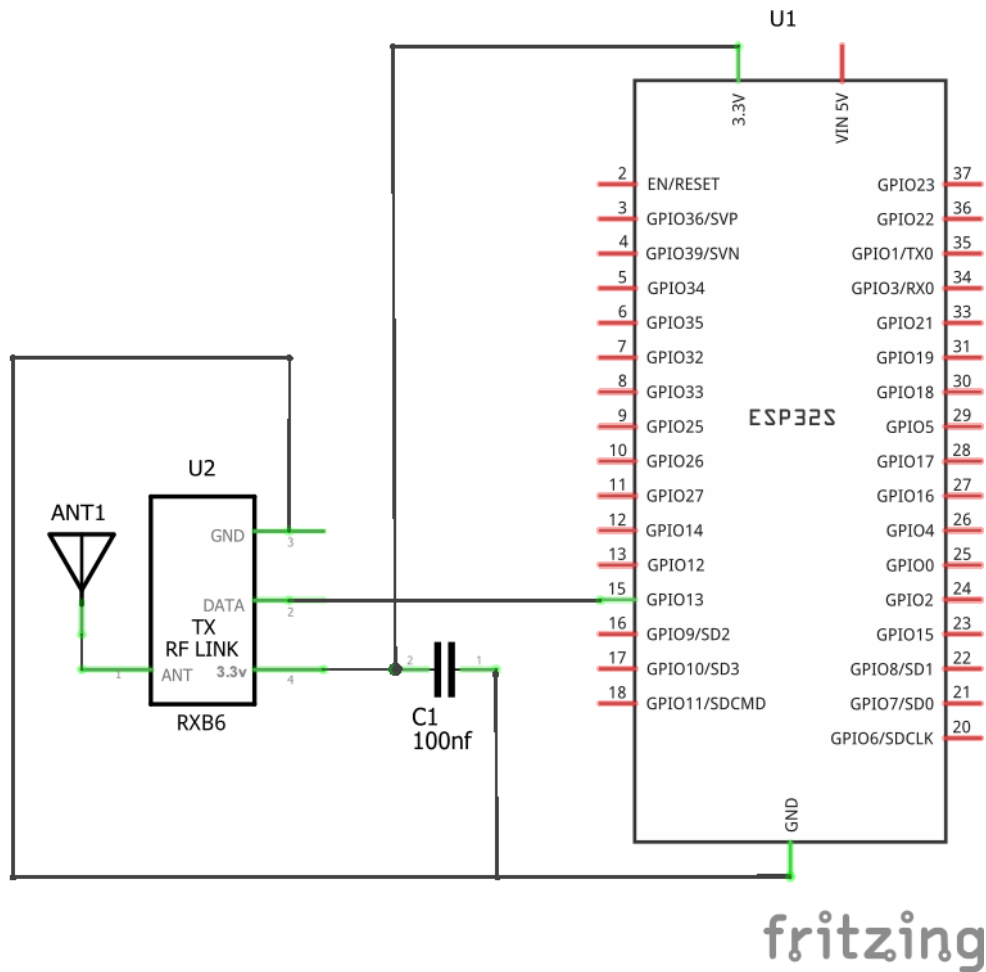 U1
3.3V
VIN 5V
2 EN/RESET GPIO23 37
3 GPIO36/SVP GPIO22 36
4 GPIO39/SVN GPIO1/TX0 35
5 GPIO34 GPIO3/RX0 34
6 GPIO35 GPIO21 33
7 GPIO32 GPIO19 31
8 GPIO33 GPIO18 30
9 GPIO25 GPIO5 29
10 GPIO26 GPIO17 28
11 GPIO27 GPIO16 27
12 GPIO14 GPIO4 26
13 GPIO12 GPIO0 25
15 GPIO13 GPIO2 24
16 GPIO9/SD2 GPIO15 23
17 GPIO10/SD3 GPIO8/SD1 22
18 GPIO11/SDCMD GPIO7/SD0 21
GPIO6/SDCLK 20
ESP32S
GND
U2
ANT1
GND 3
DATA 2
TX
RF LINK
1 ANT 3.3v 4
RXB6
2 1
C1
100nf
fritzing